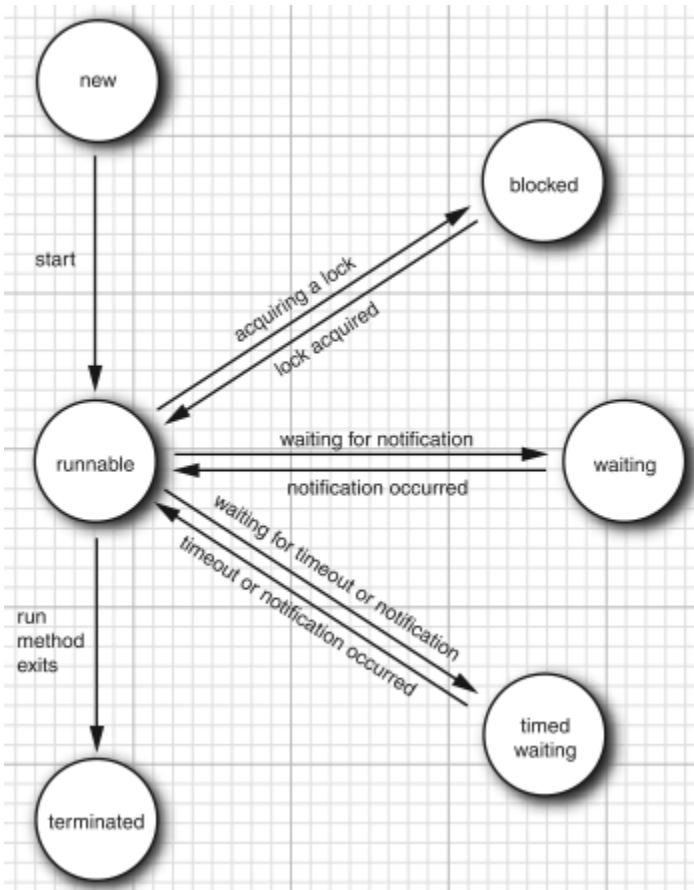 new
blocked
start
acquiring a lock
lock acquired
runnable
waiting for notification
notification occurred
waiting
waiting for timeout or notification
timeout or notification occurred
run
method
exits
timed
waiting
terminated